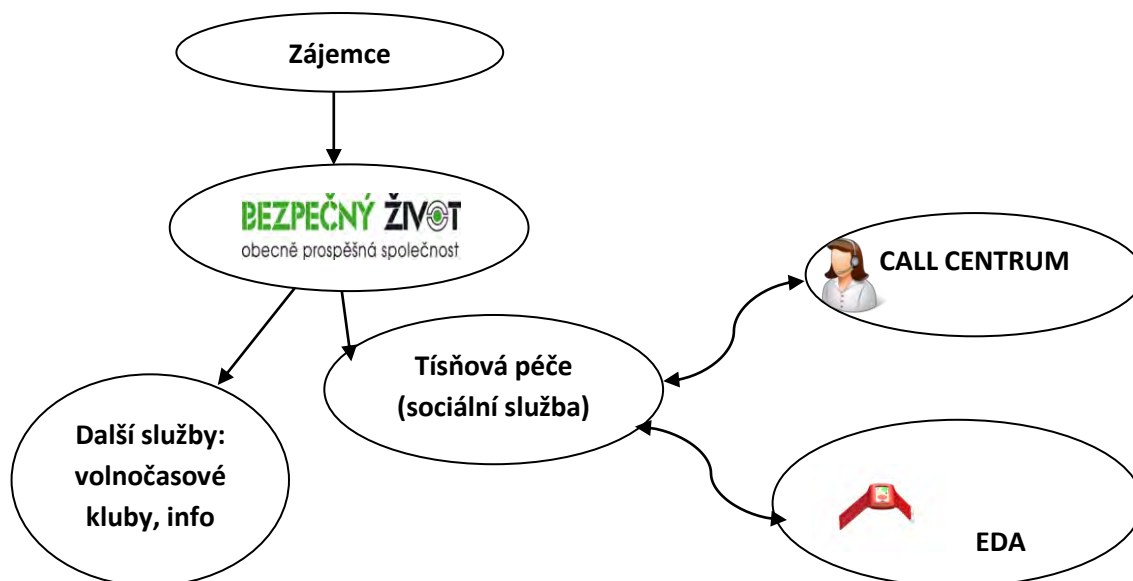 Zájemce
BEZPEČNÝ ŽIVOT
obecně prospěšná společnost
CALL CENTRUM
Tísňová péče
(sociální služba)
Další služby:
volnočasové
kluby, info
EDA